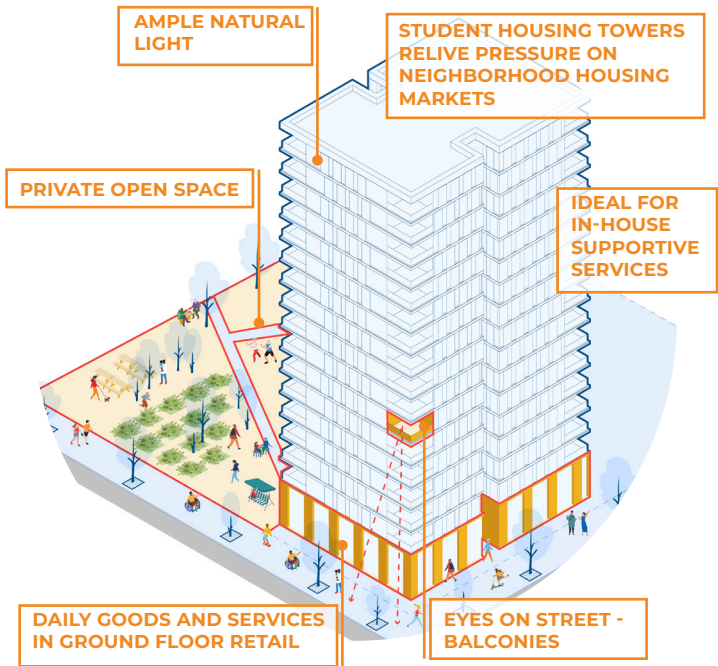 AMPLE NATURAL
LIGHT
STUDENT HOUSING TOWERS
RELIVE PRESSURE ON
NEIGHBORHOOD HOUSING
MARKETS
PRIVATE OPEN SPACE
IDEAL FOR
IN-HOUSE
SUPPORTIVE
SERVICES
DAILY GOODS AND SERVICES
IN GROUND FLOOR RETAIL
EYES ON STREET -
BALCONIES